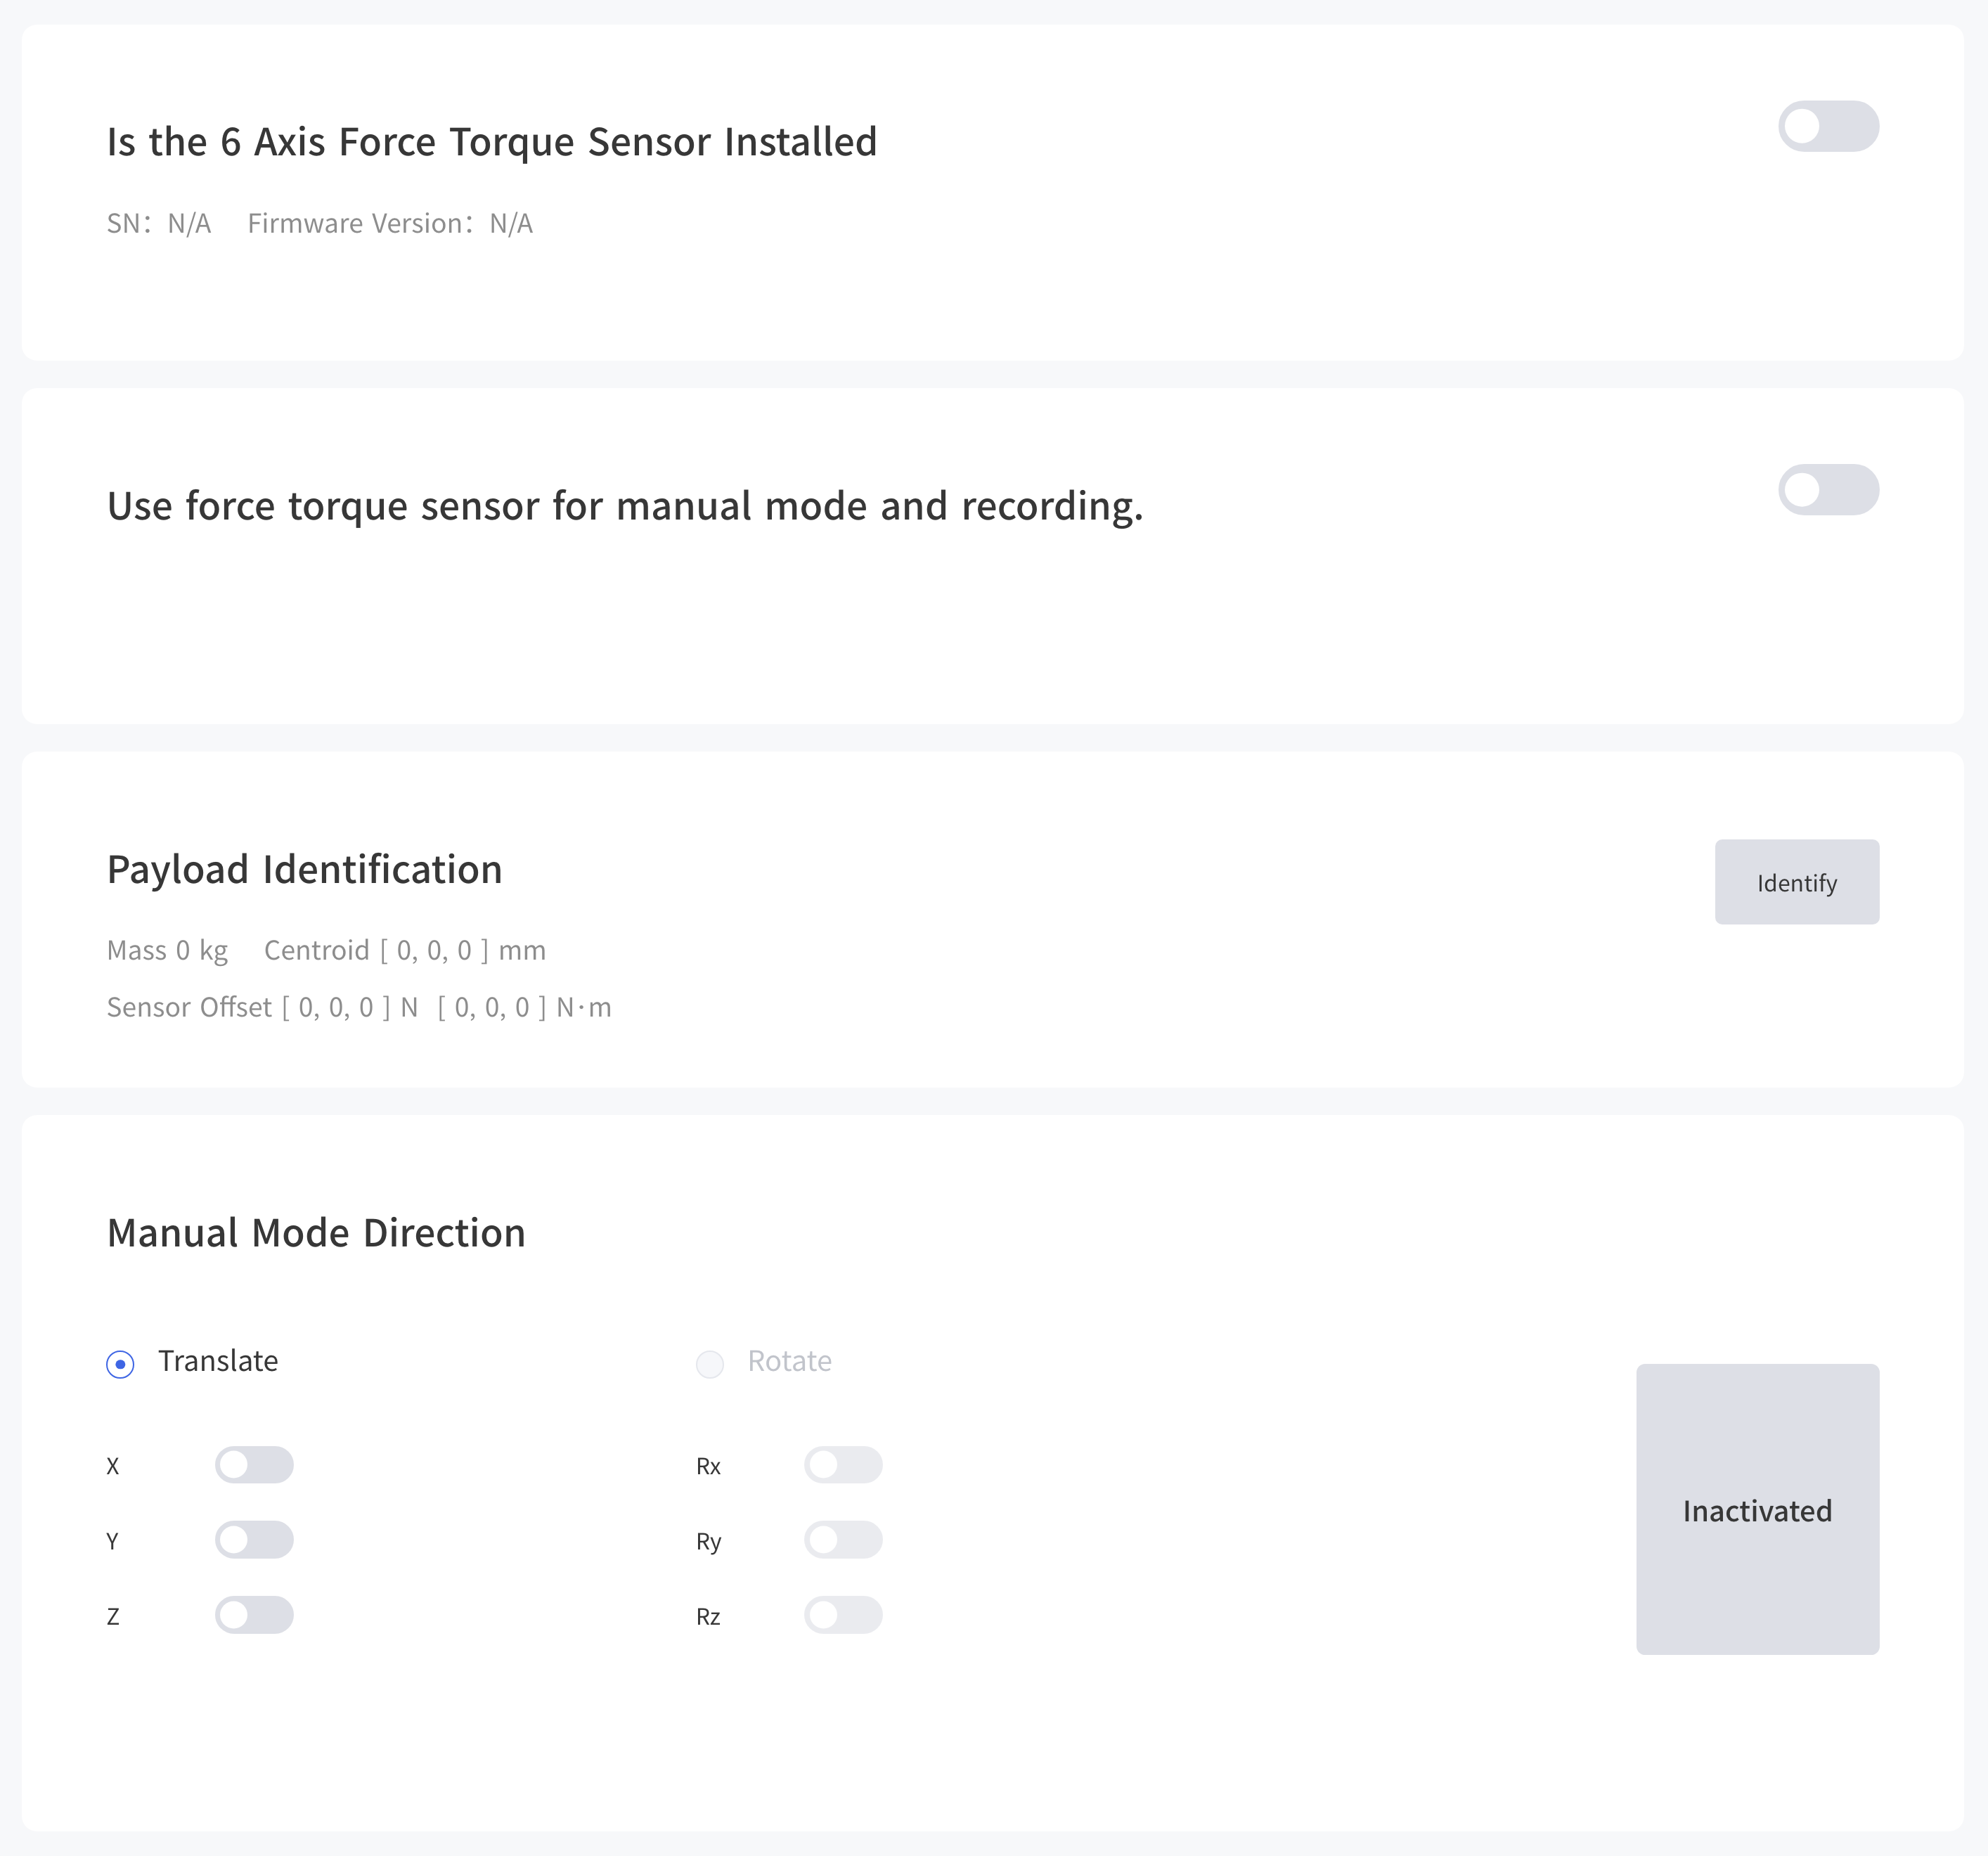 Is the 6 Axis Force Torque Sensor Installed
SN：N/A Firmware Version：N/A
Use force torque sensor for manual mode and recording.
Payload Identification
Identify
Mass 0 kg Centroid [ 0, 0, 0 ] mm
Sensor Offset [ 0, 0, 0 ] N [ 0, 0, 0 ] N·m
Manual Mode Direction
Translate Rotate
X Rx
Y Ry
Inactivated
Z Rz